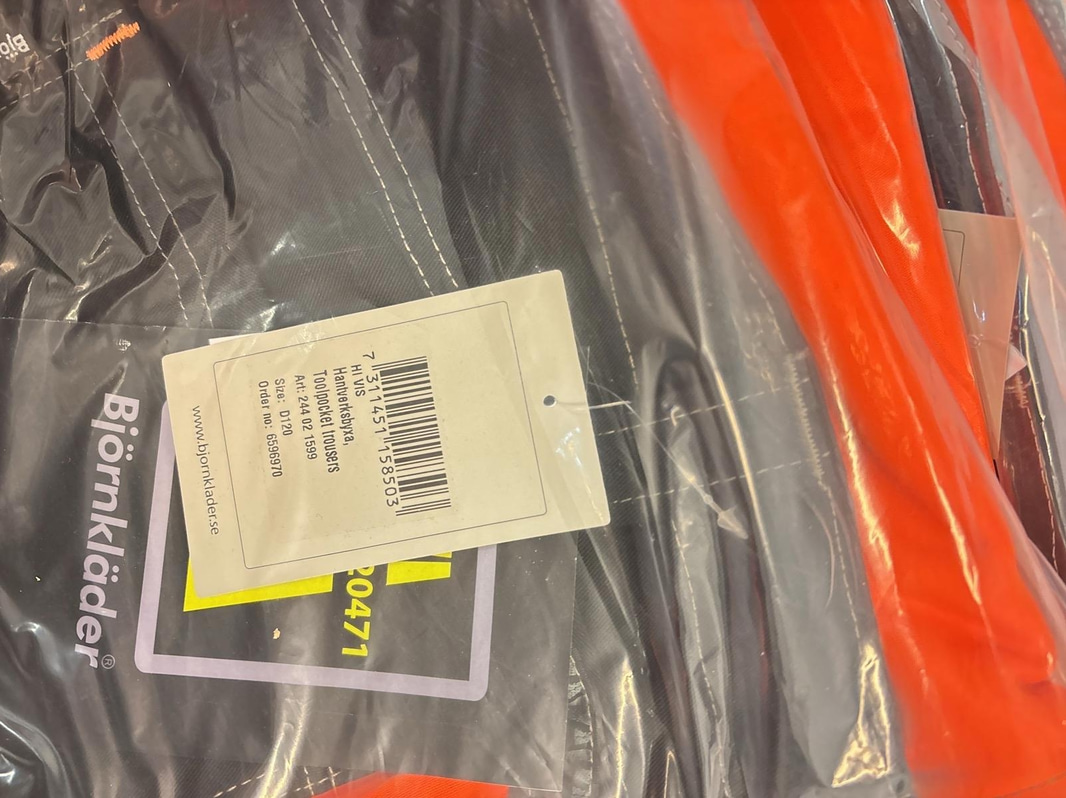 7 311451 158503
HI VIS
Hantverksbyxa,
Toolpocket trousers
Art: 244 02 1599
Size: D120
Order no: 6596970
www.bjornklader.se
20471
Björnkläder®
Bjö